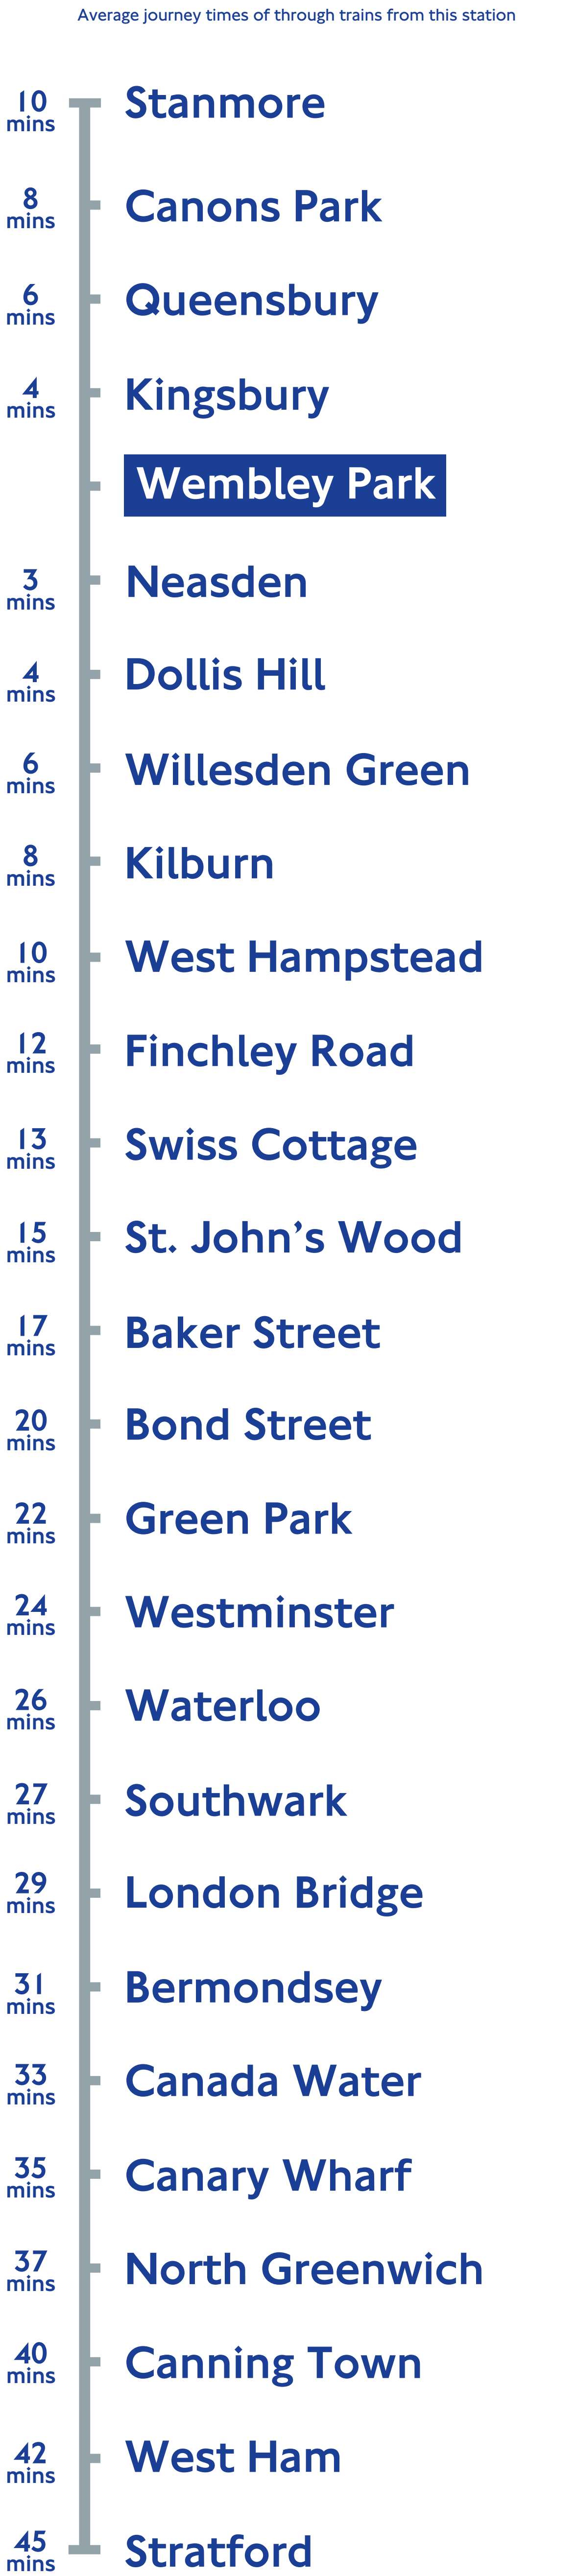 Average journey times of through trains from this station
10
mins
Stanmore
8
mins
Canons Park
6
mins
Queensbury
4
mins
Kingsbury
Wembley Park
3
mins
Neasden
4
mins
Dollis Hill
6
mins
Willesden Green
8
mins
Kilburn
10
mins
West Hampstead
12
mins
Finchley Road
13
mins
Swiss Cottage
15
mins
St. John’s Wood
17
mins
Baker Street
20
mins
Bond Street
22
mins
Green Park
24
mins
Westminster
26
mins
Waterloo
27
mins
Southwark
29
mins
London Bridge
31
mins
Bermondsey
33
mins
Canada Water
35
mins
Canary Wharf
37
mins
North Greenwich
40
mins
Canning Town
42
mins
West Ham
45
mins
Stratford